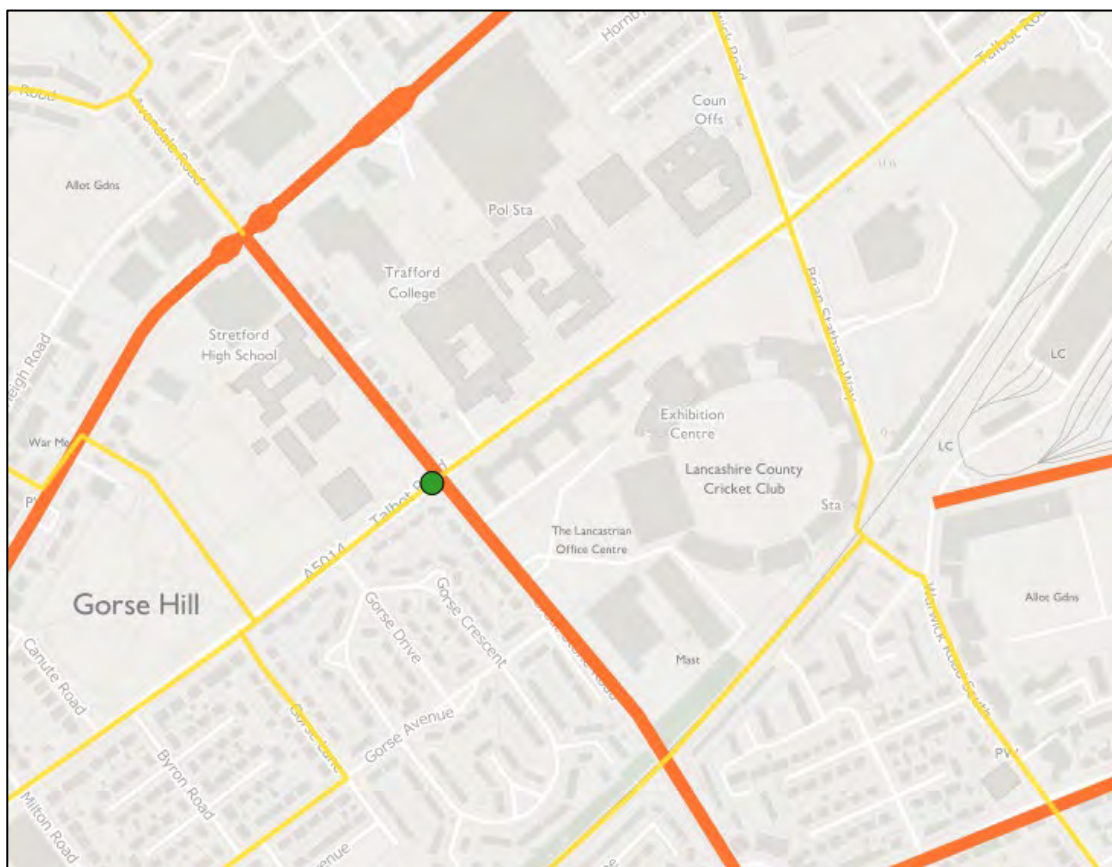 Hornby
Talbot Road
Road
Avondale Road
Coun
Offs
Allot Gdns
Pol Sta
Trafford
College
Brian Statham Way
Stretford
High School
LC
Exhibition
Centre
War Me
LC
Lancashire County
Cricket Club
Sta
A5014
The Lancastrian
Office Centre
Gorse Hill
Gorse Drive
Gorse Crescent
Allot Gdns
Mast
Canute Road
Gorse Lane
Gorse Avenue
Warwick Road South
PW
Byron Road
Milton Road